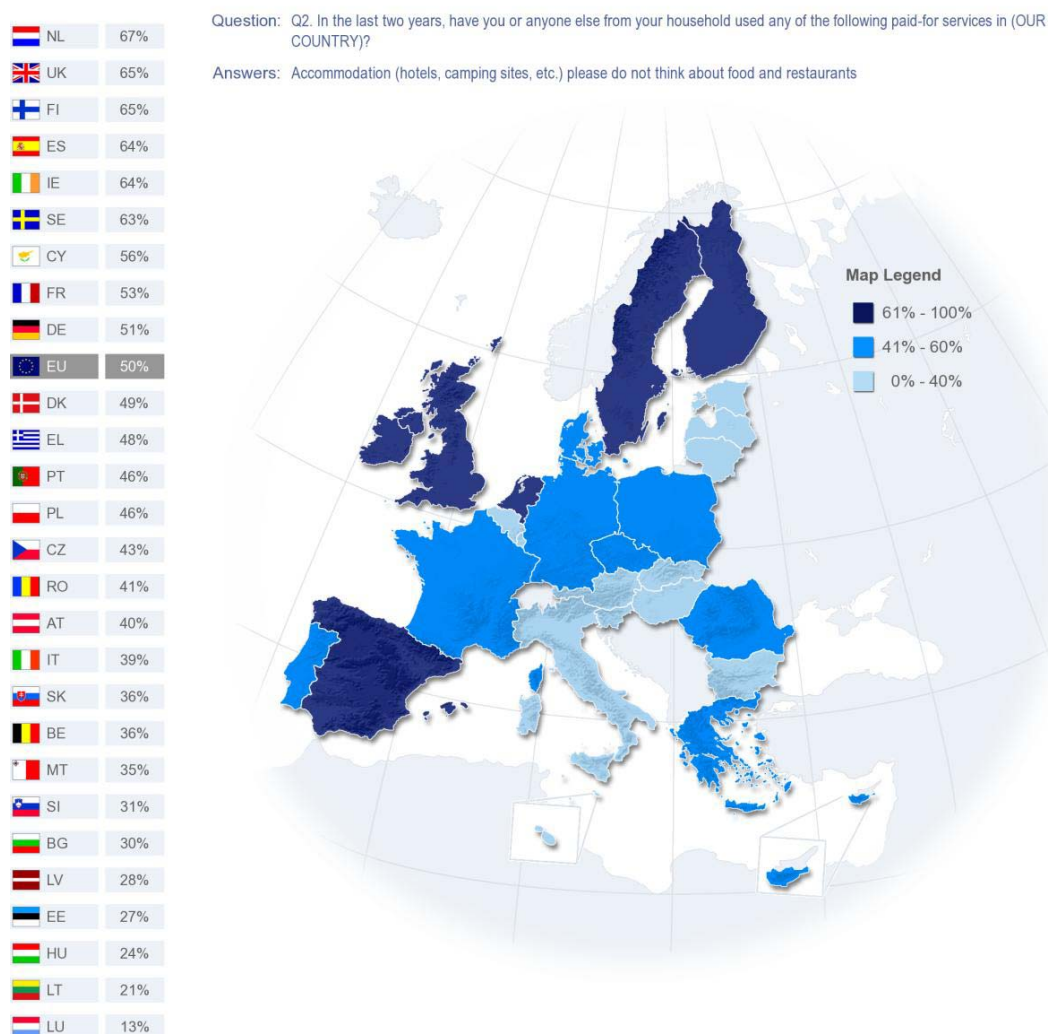 Question: Q2. In the last two years, have you or anyone else from your household used any of the following paid-for services in (OUR
COUNTRY)?
Answers: Accommodation (hotels, camping sites, etc.) please do not think about food and restaurants
NL 67%
UK 65%
FI 65%
ES 64%
IE 64%
SE 63%
CY 56%
FR 53%
DE 51%
EU 50%
DK 49%
EL 48%
PT 46%
PL 46%
CZ 43%
RO 41%
AT 40%
IT 39%
SK 36%
BE 36%
MT 35%
SI 31%
BG 30%
LV 28%
EE 27%
HU 24%
LT 21%
LU 13%
Map Legend
61% - 100%
41% - 60%
0% - 40%